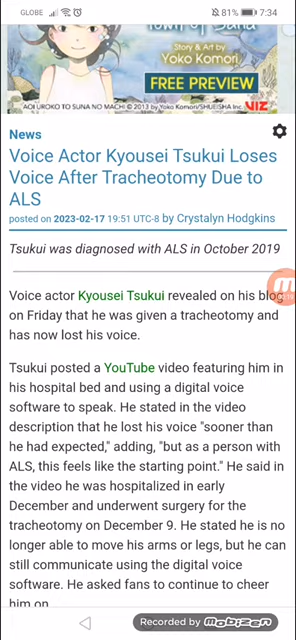 GLOBE 81% 7:34
Town of Suna
Story & Art by
Yoko Komori
FREE PREVIEW
AOI UROKO TO SUNA NO MACHI © 2013 by Yoko Komori/SHUEISHA Inc. VIZ
News
Voice Actor Kyousei Tsukui Loses
Voice After Tracheotomy Due to
ALS
posted on 2023-02-17 19:51 UTC-8 by Crystalyn Hodgkins
Tsukui was diagnosed with ALS in October 2019
Voice actor Kyousei Tsukui revealed on his blog
on Friday that he was given a tracheotomy and
has now lost his voice.
Tsukui posted a YouTube video featuring him in
his hospital bed and using a digital voice
software to speak. He stated in the video
description that he lost his voice "sooner than
he had expected," adding, "but as a person with
ALS, this feels like the starting point." He said in
the video he was hospitalized in early
December and underwent surgery for the
tracheotomy on December 9. He stated he is no
longer able to move his arms or legs, but he can
still communicate using the digital voice
software. He asked fans to continue to cheer
him on
Recorded by mobizen